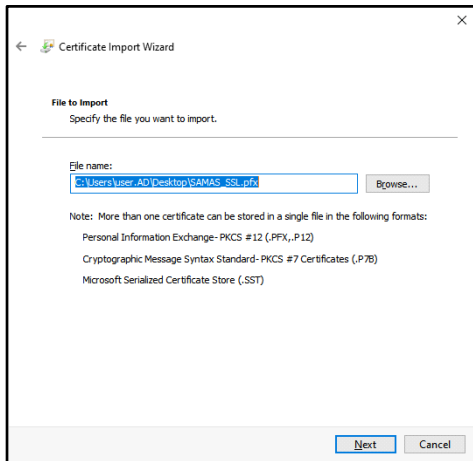 Certificate Import Wizard
File to Import
Specify the file you want to import.
File name:
C:\Users\user.AD\Desktop\SAMAS_SSL.pfx
Browse...
Note: More than one certificate can be stored in a single file in the following formats:
Personal Information Exchange- PKCS #12 (.PFX,.P12)
Cryptographic Message Syntax Standard- PKCS #7 Certificates (.P7B)
Microsoft Serialized Certificate Store (.SST)
Next Cancel